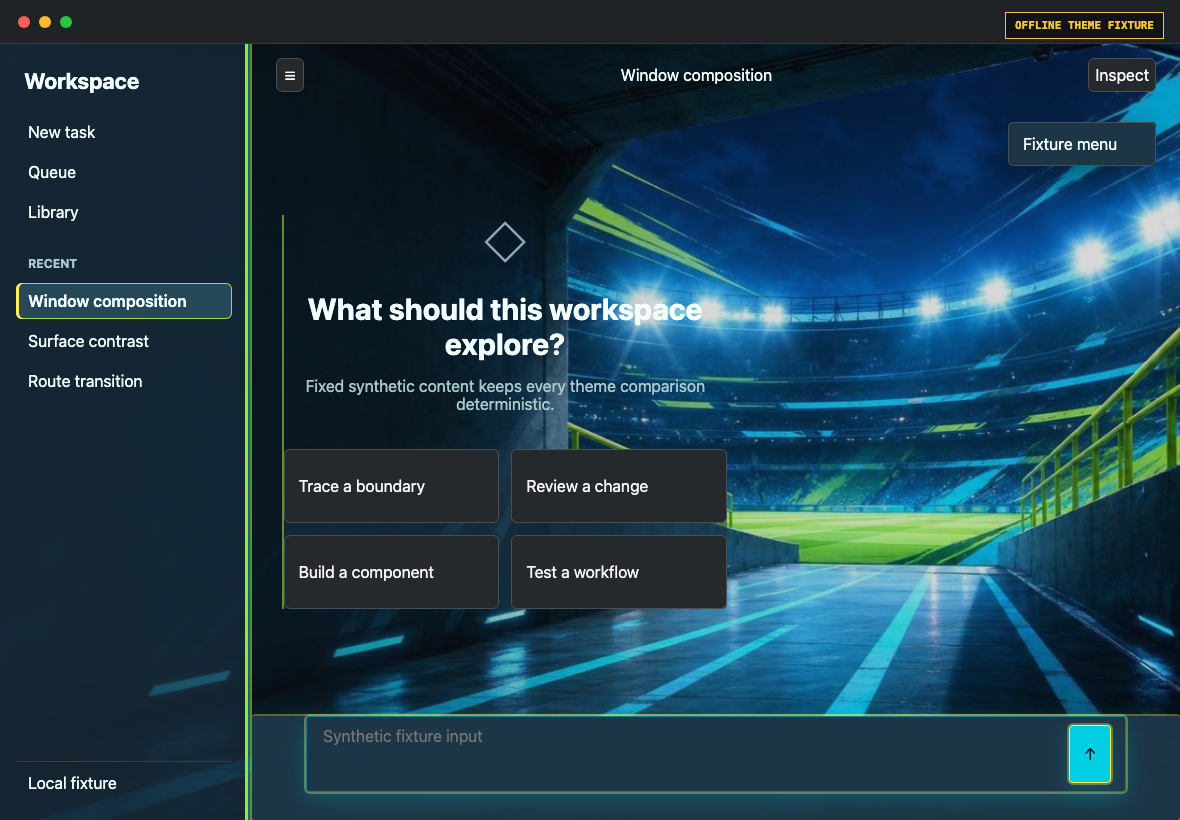 OFFLINE THEME FIXTURE
Workspace
New task
Queue
Library
RECENT
Window composition
Surface contrast
Route transition
Local fixture
Window composition
Inspect
Fixture menu
What should this workspace
explore?
Fixed synthetic content keeps every theme comparison
deterministic.
Trace a boundary
Review a change
Build a component
Test a workflow
Synthetic fixture input